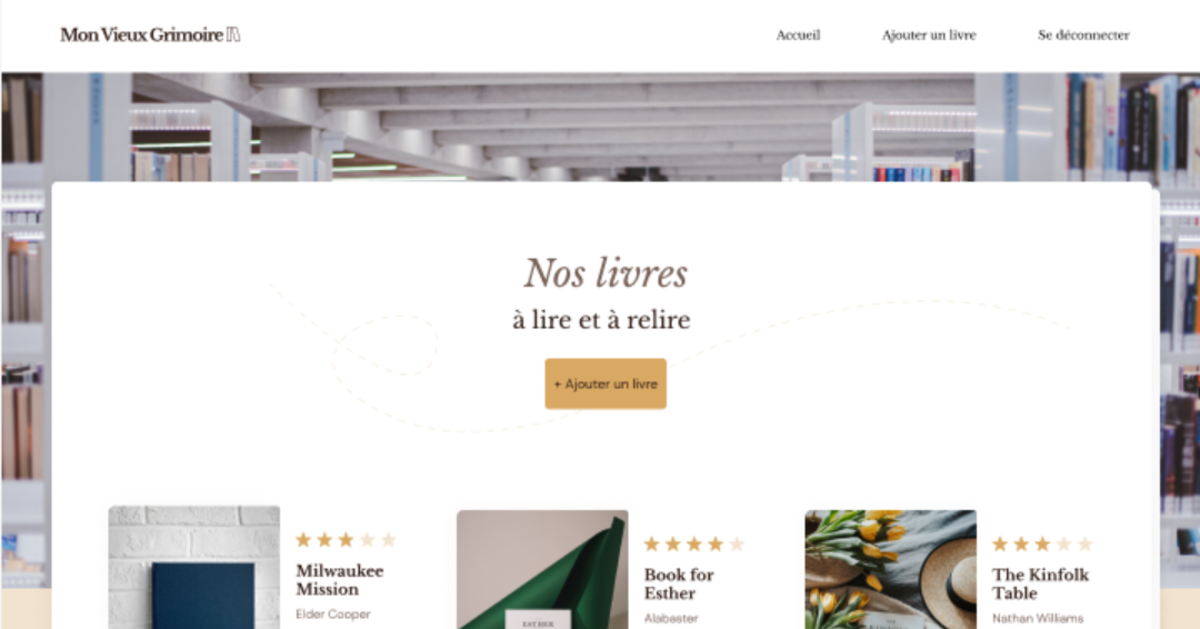 Mon Vieux Grimoire
Accueil
Ajouter un livre
Se déconnecter
Nos livres
à lire et à relire
+ Ajouter un livre
Milwaukee
Mission
Elder Cooper
ESTHER
Book for
Esther
Alabaster
The Kinfolk
Table
Nathan Williams